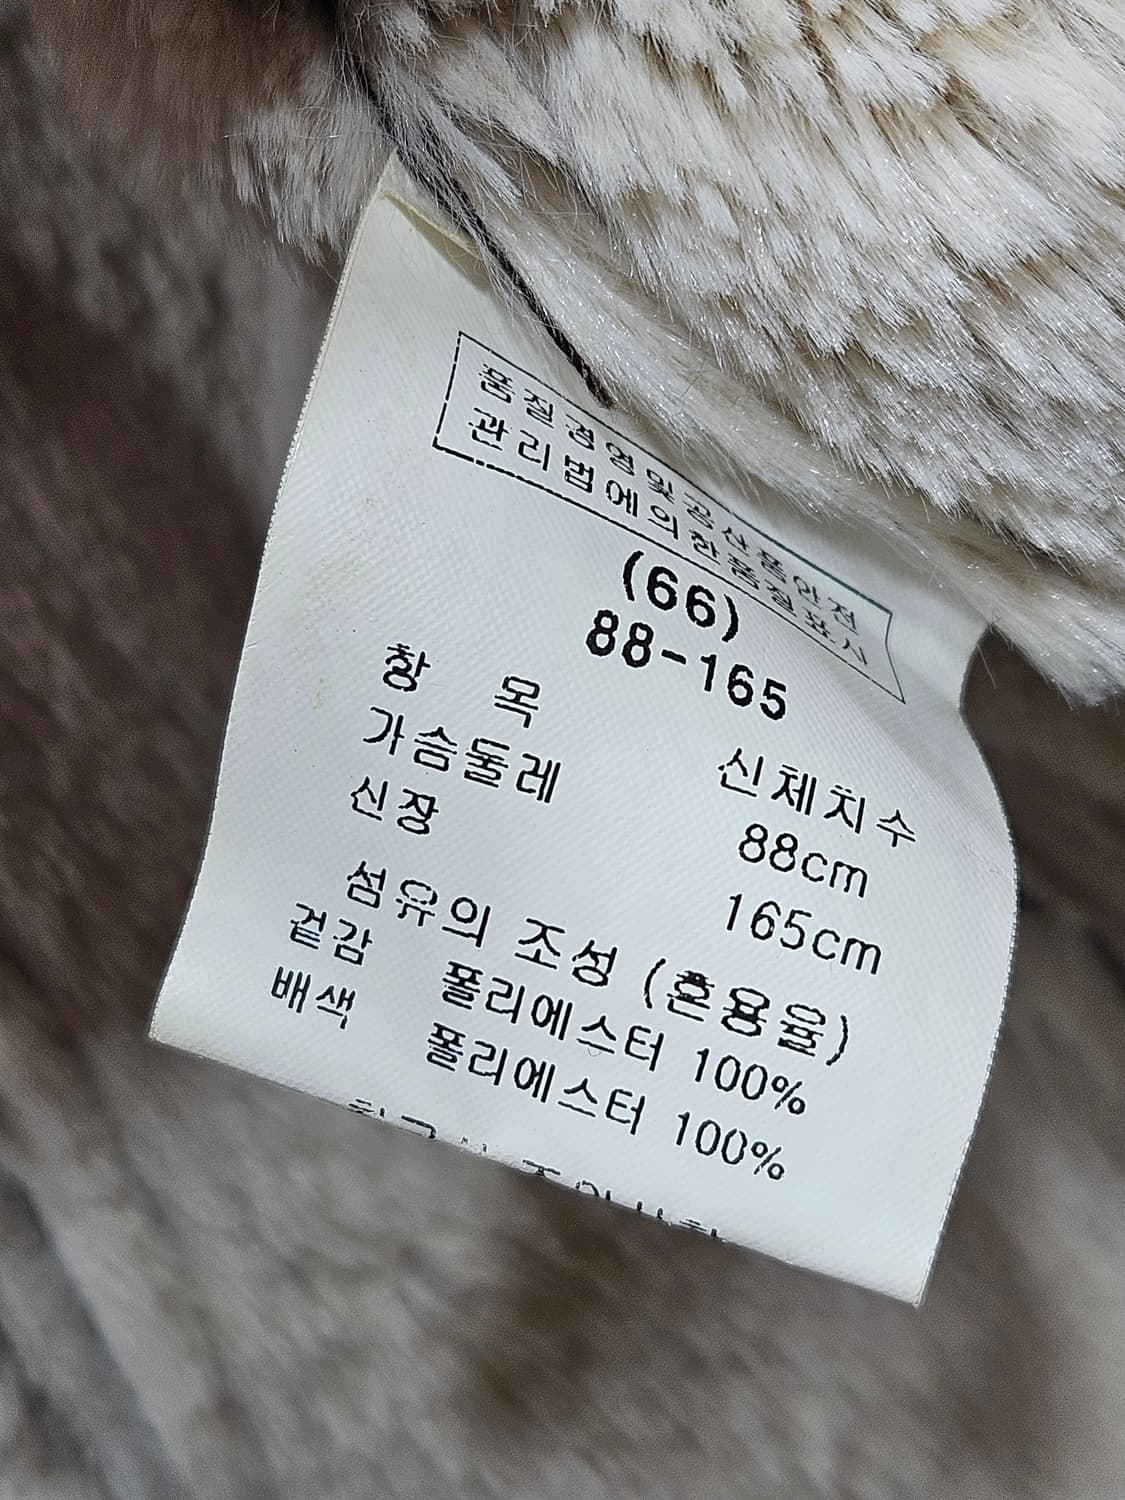 품질경영및공산품안전
관리법에의한품질표시
(66)
88-165
항 목 신체치수
가슴둘레 88cm
신장 165cm
섬유의 조성 (혼용율)
겉감 폴리에스터 100%
배색 폴리에스터 100%